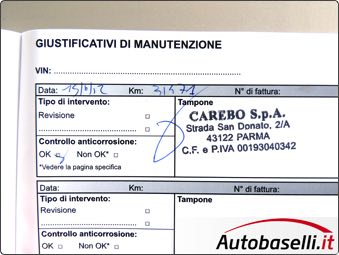 GIUSTIFICATIVI DI MANUTENZIONE
VIN:
Data: Km: 31571 N° di fattura:
Tipo di intervento: Tampone
Revisione
CAREBO S.p.A.
Strada San Donato, 2/A
43122 PARMA
C.F. e P.IVA 00193040342
Controllo anticorrosione:
OK Non OK*
*Vedere la pagina specifica
Data: Km: N° di fattura:
Tipo di intervento: Tampone
Revisione
Controllo anticorrosione:
OK Non OK*
Autobaselli.it